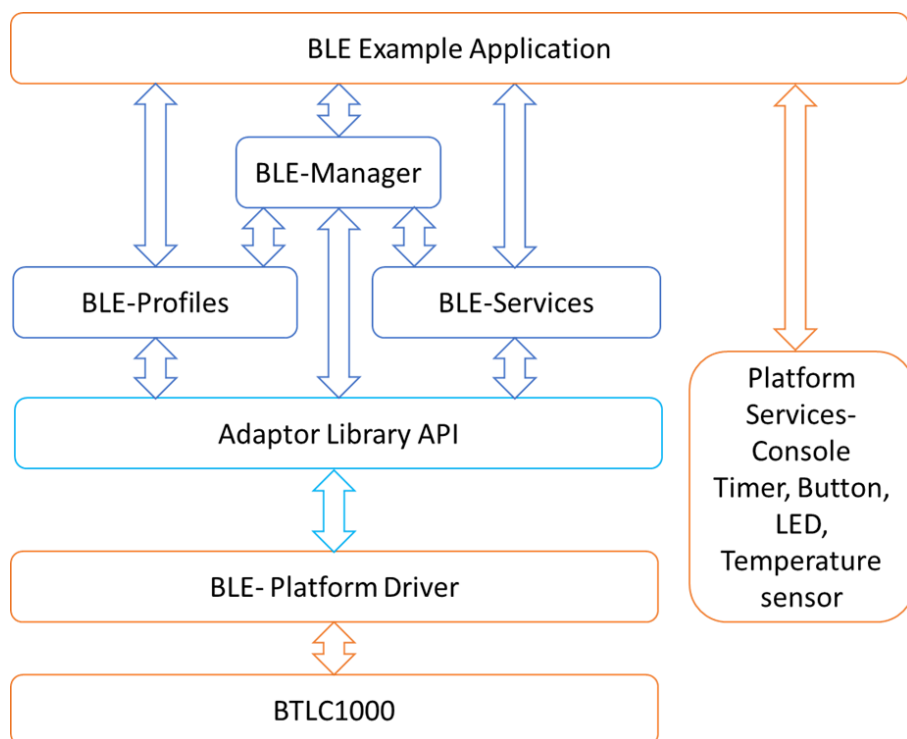 BLE Example Application
BLE-Manager
BLE-Profiles
BLE-Services
Adaptor Library API
Platform
Services-
Console
Timer, Button,
LED,
Temperature
sensor
BLE- Platform Driver
BTLC1000